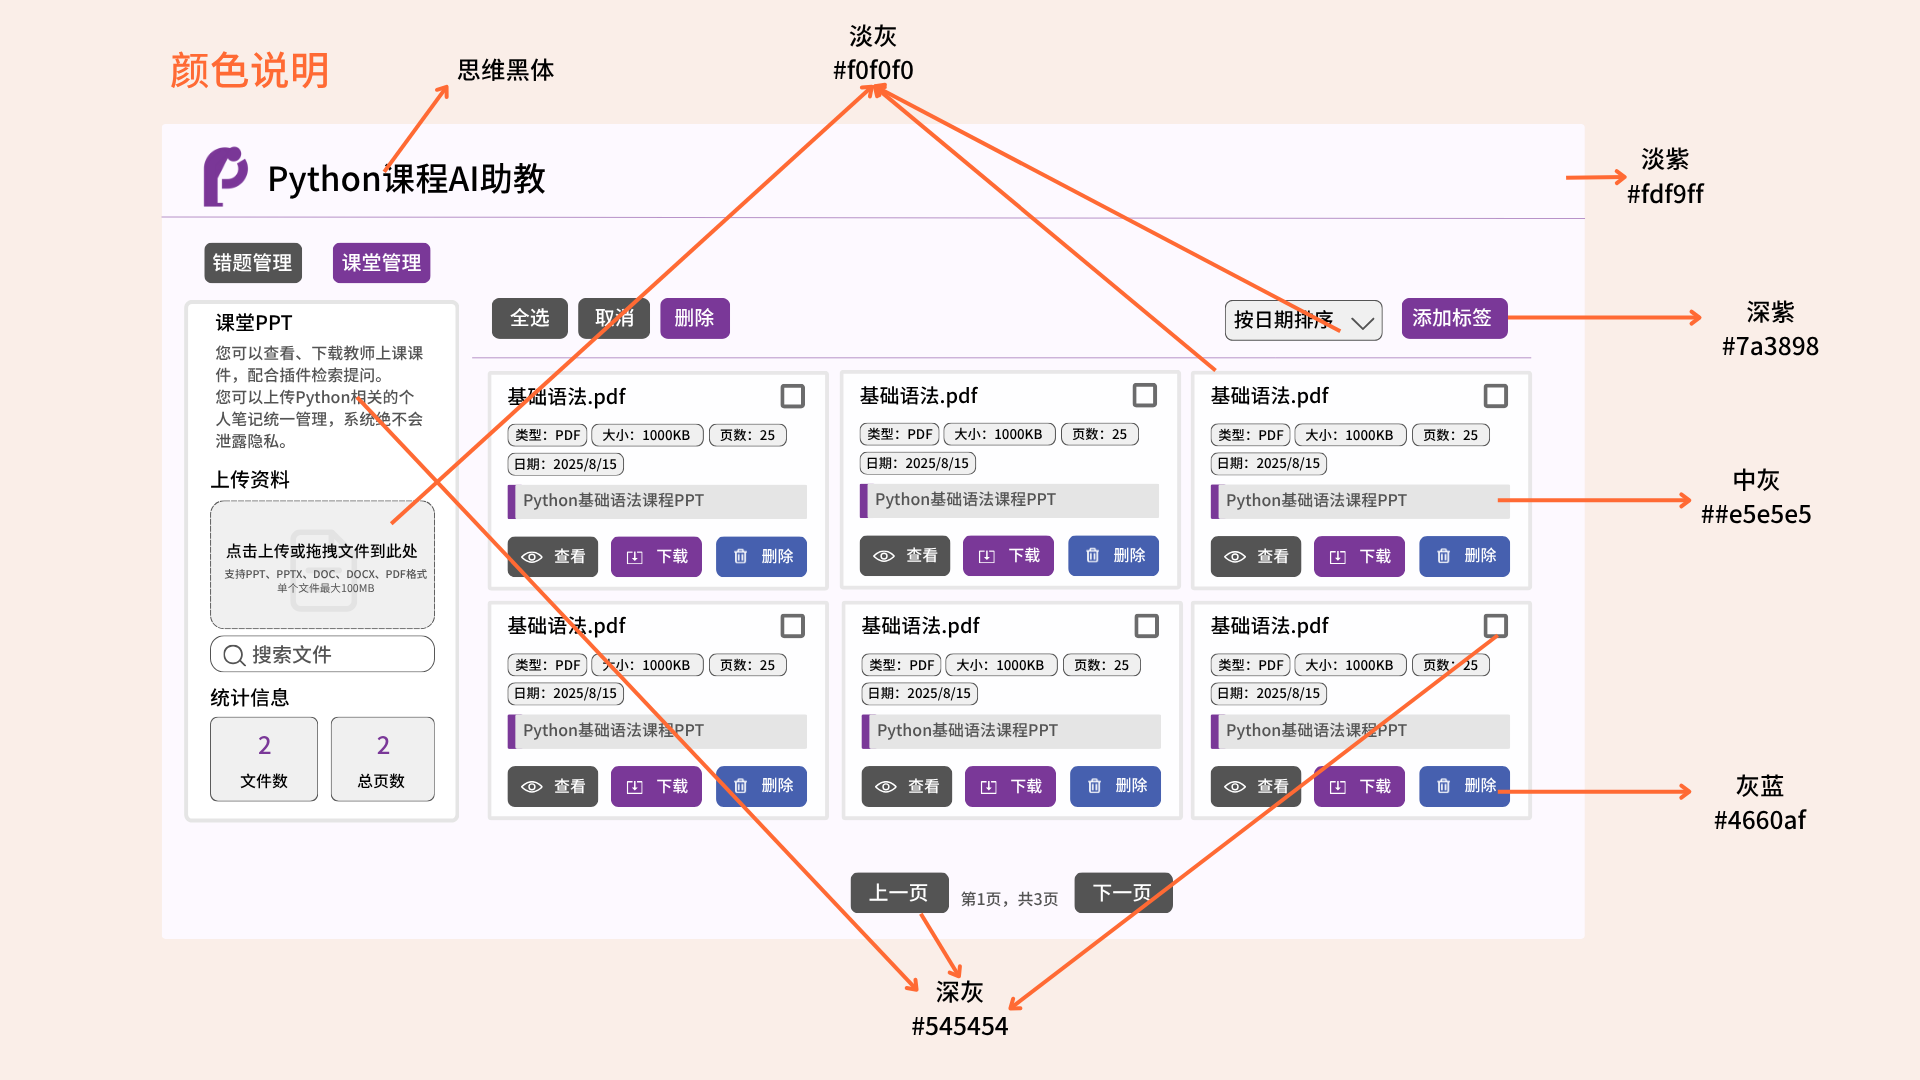 颜色说明
思维黑体
淡灰
#f0f0f0
Python课程AI助教
淡紫
#fdf9ff
错题管理
课堂管理
全选
取消
删除
按日期排序
添加标签
深紫
#7a3898
课堂PPT
您可以查看、下载教师上课课
件，配合插件检索提问。
您可以上传Python相关的个
人笔记统一管理，系统绝不会
泄露隐私。
上传资料
点击上传或拖拽文件到此处
支持PPT、PPTX、DOC、DOCX、PDF格式
单个文件最大100MB
搜索文件
统计信息
2
文件数
2
总页数
基础语法.pdf
类型：PDF
大小：1000KB
页数：25
日期：2025/8/15
Python基础语法课程PPT
查看
下载
删除
基础语法.pdf
类型：PDF
大小：1000KB
页数：25
日期：2025/8/15
Python基础语法课程PPT
查看
下载
删除
基础语法.pdf
类型：PDF
大小：1000KB
页数：25
日期：2025/8/15
Python基础语法课程PPT
查看
下载
删除
中灰
##e5e5e5
基础语法.pdf
类型：PDF
大小：1000KB
页数：25
日期：2025/8/15
Python基础语法课程PPT
查看
下载
删除
基础语法.pdf
类型：PDF
大小：1000KB
页数：25
日期：2025/8/15
Python基础语法课程PPT
查看
下载
删除
基础语法.pdf
类型：PDF
大小：1000KB
页数：25
日期：2025/8/15
Python基础语法课程PPT
查看
下载
删除
灰蓝
#4660af
上一页
第1页，共3页
下一页
深灰
#545454